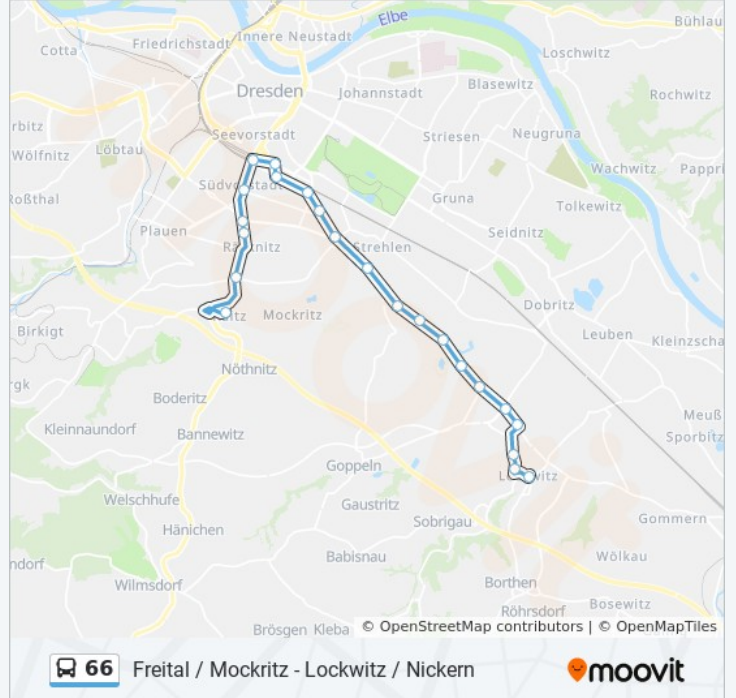 Bühlau
Elbe
Innere Neustadt
Friedrichstadt
Cotta
Loschwitz
Blasewitz
Dresden
Johannstadt
Rochwitz
rbitz
Seevorstadt
Striesen
Neugruna
Löbtau
Wölfnitz
Wachwitz
Pappri
Roßthal
Gruna
Tolkewitz
Plauen
Seidnitz
Strehlen
Dobritz
Mockritz
Birkigt
Leuben
Kleinzscha
Nöthnitz
rgk
Boderitz
Meuß
Kleinnaundorf
Bannewitz
Sporbitz
Goppeln
Welschhufe
Gaustritz
Gommern
Sobrigau
Hänichen
Babisnau
Wölkau
ndorf
Wilmsdorf
Borthen
Röhrsdorf
Bosewitz
Brösgen
Kleba
© OpenStreetMap contributors | © OpenMapTiles
66 Freital / Mockritz - Lockwitz / Nickern
moovit